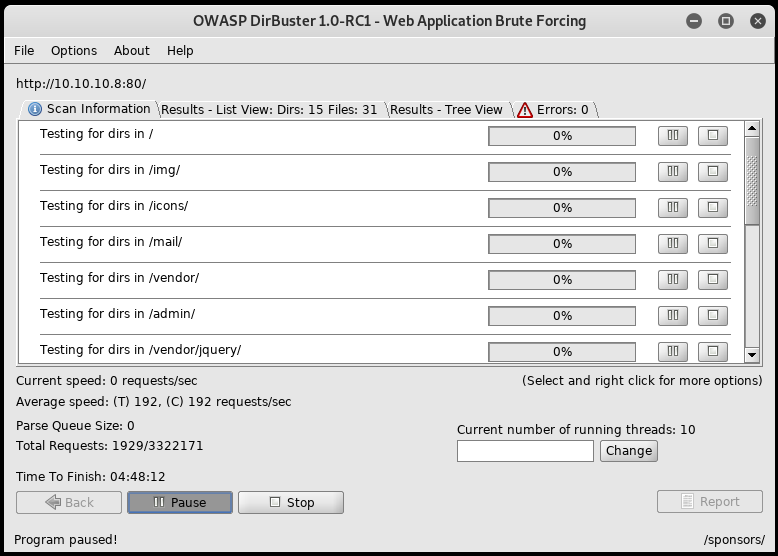 OWASP DirBuster 1.0-RC1 - Web Application Brute Forcing
File Options About Help
http://10.10.10.8:80/
Scan Information Results - List View: Dirs: 15 Files: 31 Results - Tree View Errors: 0
Testing for dirs in / 0%
Testing for dirs in /img/ 0%
Testing for dirs in /icons/ 0%
Testing for dirs in /mail/ 0%
Testing for dirs in /vendor/ 0%
Testing for dirs in /admin/ 0%
Testing for dirs in /vendor/jquery/ 0%
Current speed: 0 requests/sec (Select and right click for more options)
Average speed: (T) 192, (C) 192 requests/sec
Parse Queue Size: 0
Current number of running threads: 10
Total Requests: 1929/3322171
Change
Time To Finish: 04:48:12
Back Pause Stop Report
Program paused! /sponsors/